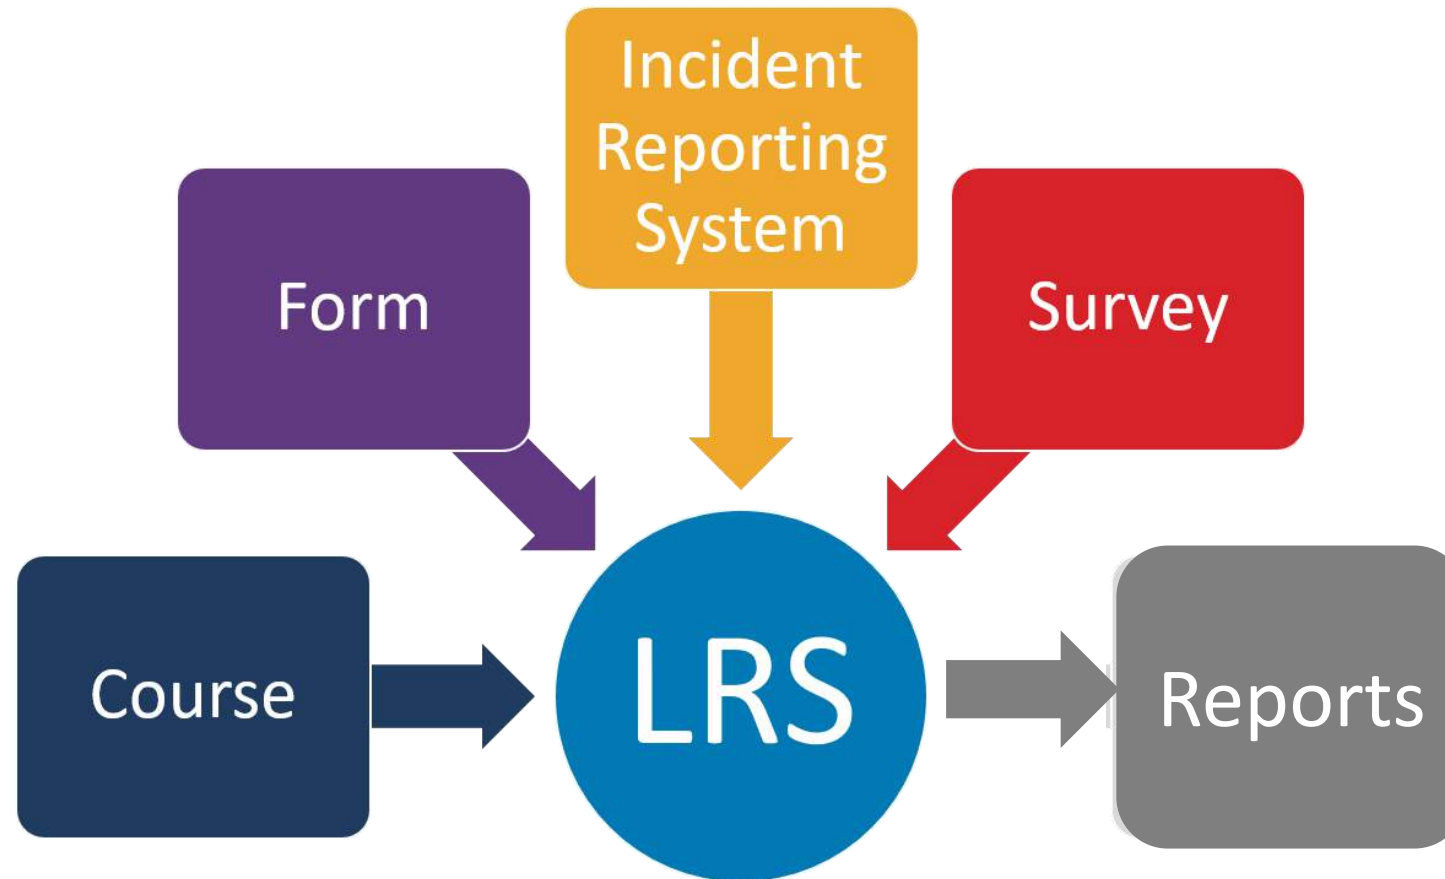 Incident
Reporting
System
Form
Survey
Course
LRS
Reports